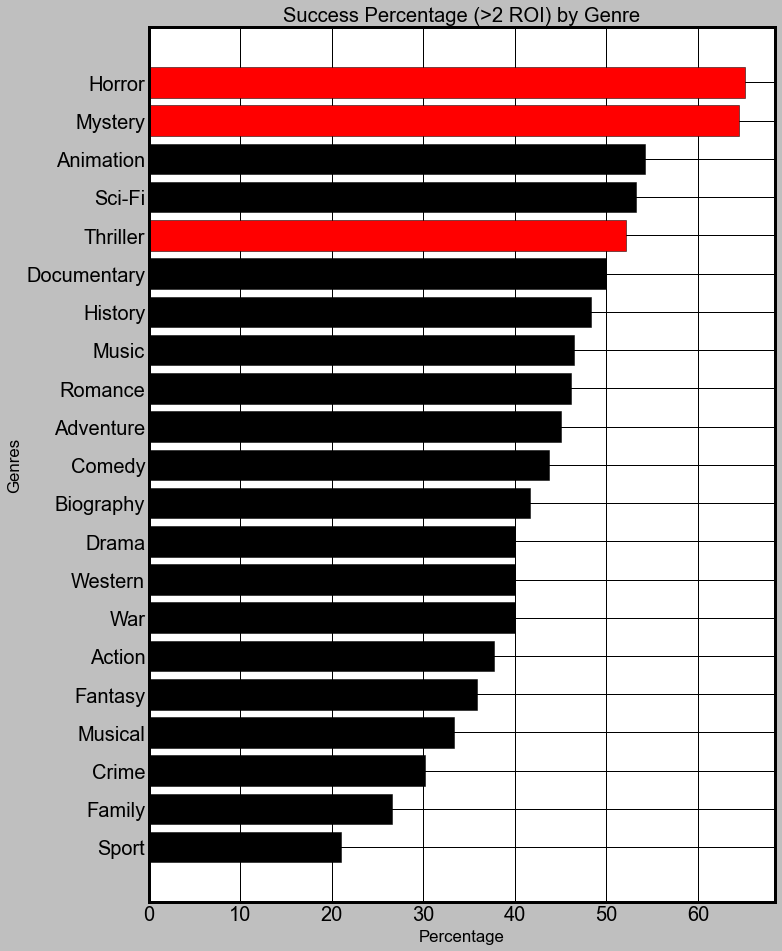 Success Percentage (>2 ROI) by Genre
Horror
Mystery
Animation
Sci-Fi
Thriller
Documentary
History
Music
Romance
Adventure
Comedy
Biography
Drama
Western
War
Action
Fantasy
Musical
Crime
Family
Sport
Genres
0 10 20 30 40 50 60
Percentage